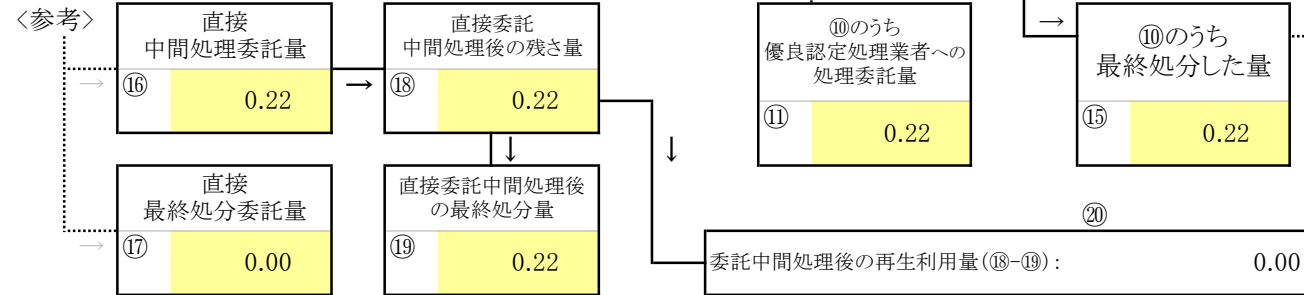 〈参考〉
直接
中間処理委託量
→
⑯
0.22
→
直接委託
中間処理後の残さ量
⑱
0.22
⑩のうち
優良認定処理業者への
処理委託量
⑪
0.22
→
⑩のうち
最終処分した量
⑮
0.22
↓
↓
直接
最終処分委託量
→
⑰
0.00
直接委託中間処理後
の最終処分量
⑲
0.22
⑳
委託中間処理後の再生利用量(⑱-⑲)：
0.00